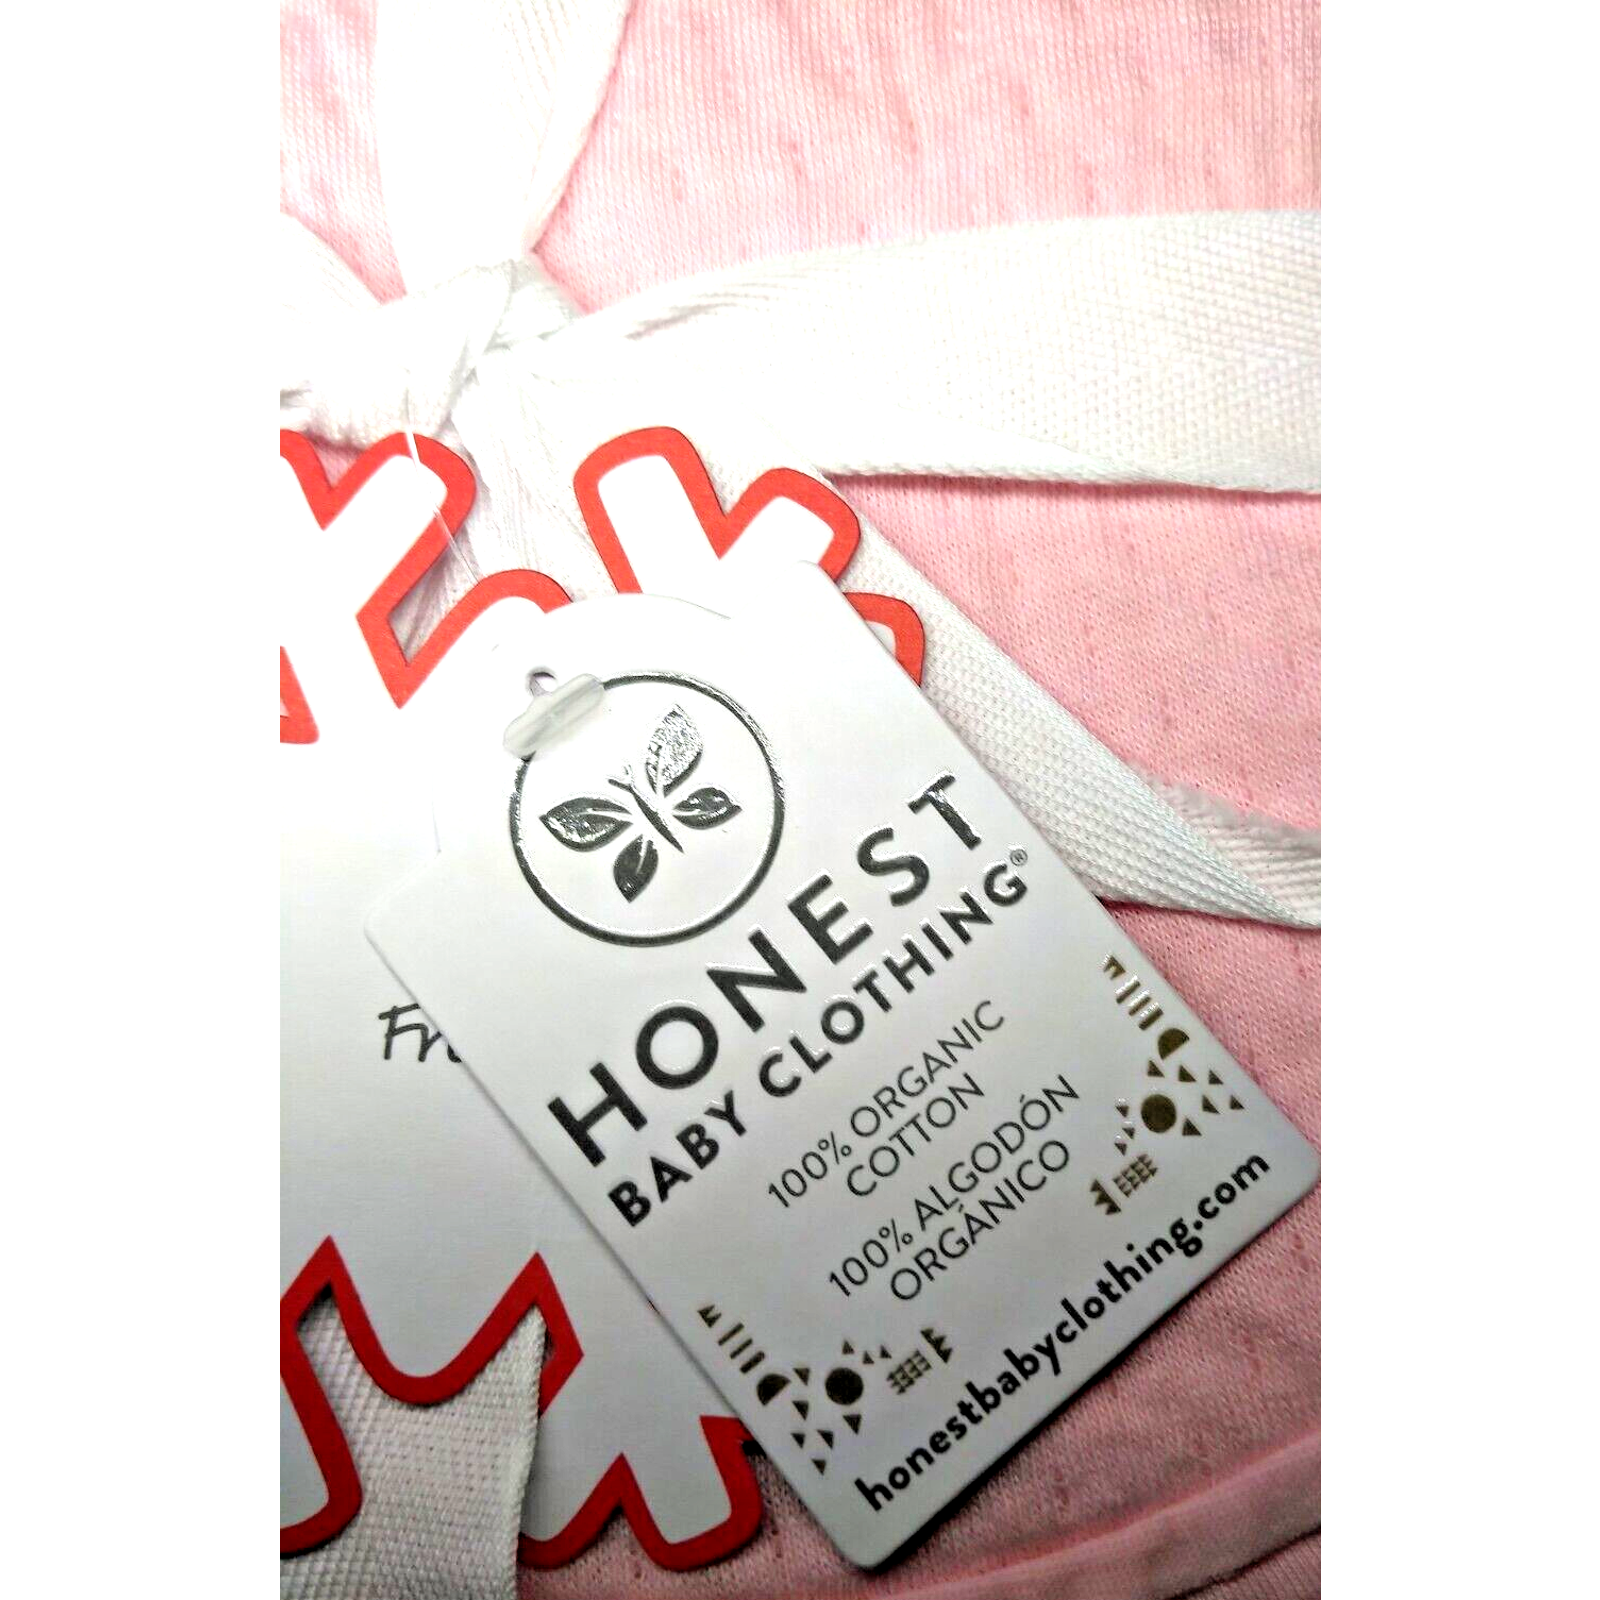 HONEST
BABY CLOTHING®
100% ORGANIC
COTTON
100% ALGODÓN
ORGÁNICO
honestbabyclothing.com